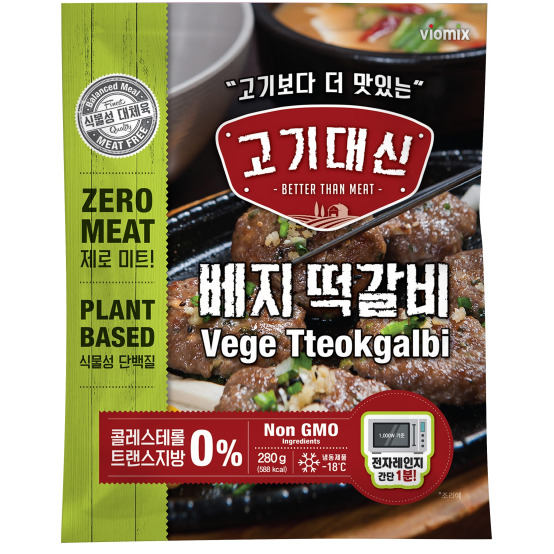 viomix
"고기보다 더 맛있는"
고기대신
- BETTER THAN MEAT -
Balanced Meat
Finest
식물성 대체육
Quality
MEAT FREE
ZERO
MEAT
제로 미트!
PLANT
BASED
식물성 단백질
베지 떡갈비
Vege Tteokgalbi
콜레스테롤
트랜스지방
0%
Non GMO
Ingredients
280g
(588 kcal)
냉동제품
-18°C
1,000W 기준
전자레인지
간단 1분!
*조리예